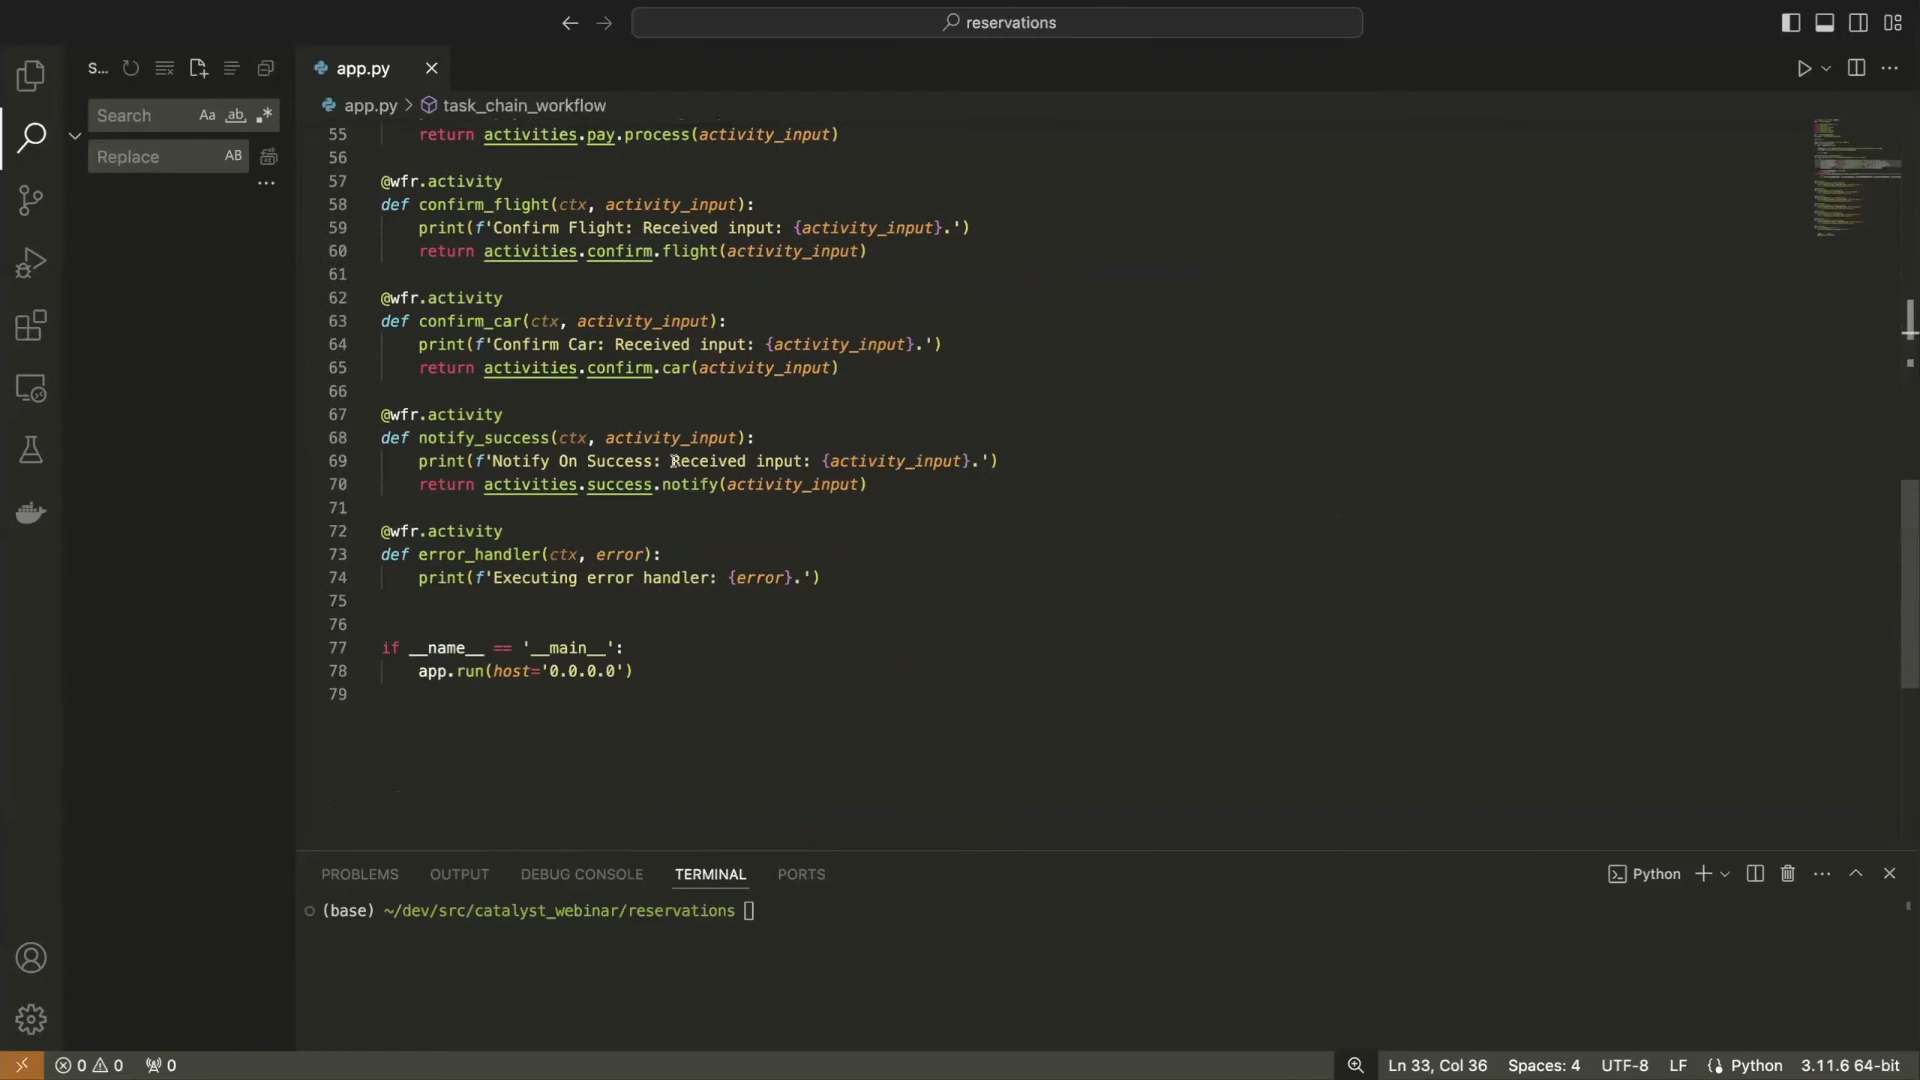 reservations
S...
app.py
app.py > task_chain_workflow
Search Aa ab
Replace AB
55 return activities.pay.process(activity_input)
56
57 @wfr.activity
58 def confirm_flight(ctx, activity_input):
59 print(f'Confirm Flight: Received input: {activity_input}.')
60 return activities.confirm.flight(activity_input)
61
62 @wfr.activity
63 def confirm_car(ctx, activity_input):
64 print(f'Confirm Car: Received input: {activity_input}.')
65 return activities.confirm.car(activity_input)
66
67 @wfr.activity
68 def notify_success(ctx, activity_input):
69 print(f'Notify On Success: Received input: {activity_input}.')
70 return activities.success.notify(activity_input)
71
72 @wfr.activity
73 def error_handler(ctx, error):
74 print(f'Executing error handler: {error}.')
75
76
77 if __name__ == '__main__':
78 app.run(host='0.0.0.0')
79
PROBLEMS OUTPUT DEBUG CONSOLE TERMINAL PORTS
Python
(base) ~/dev/src/catalyst_webinar/reservations
0 0 0 Ln 33, Col 36 Spaces: 4 UTF-8 LF Python 3.11.6 64-bit